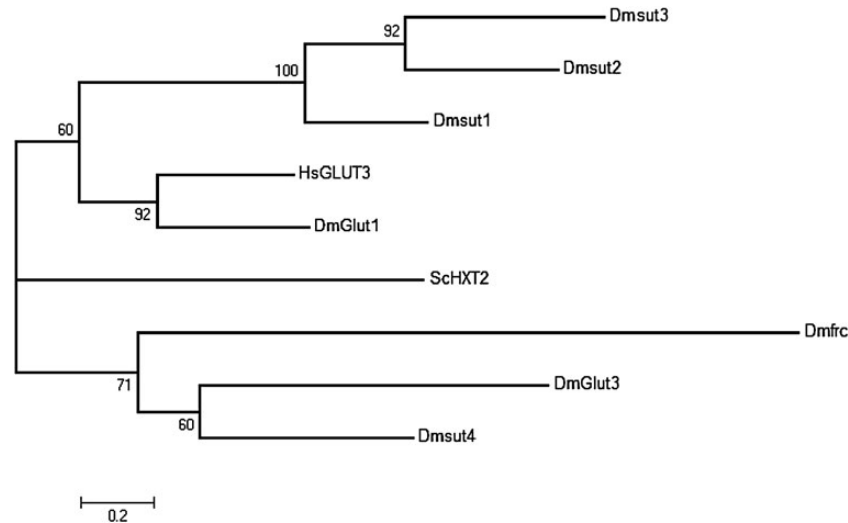 Dmsut3
92
Dmsut2
100
Dmsut1
60
HsGLUT3
92
DmGlut1
ScHXT2
Dmfrc
71
DmGlut3
60
Dmsut4
0.2